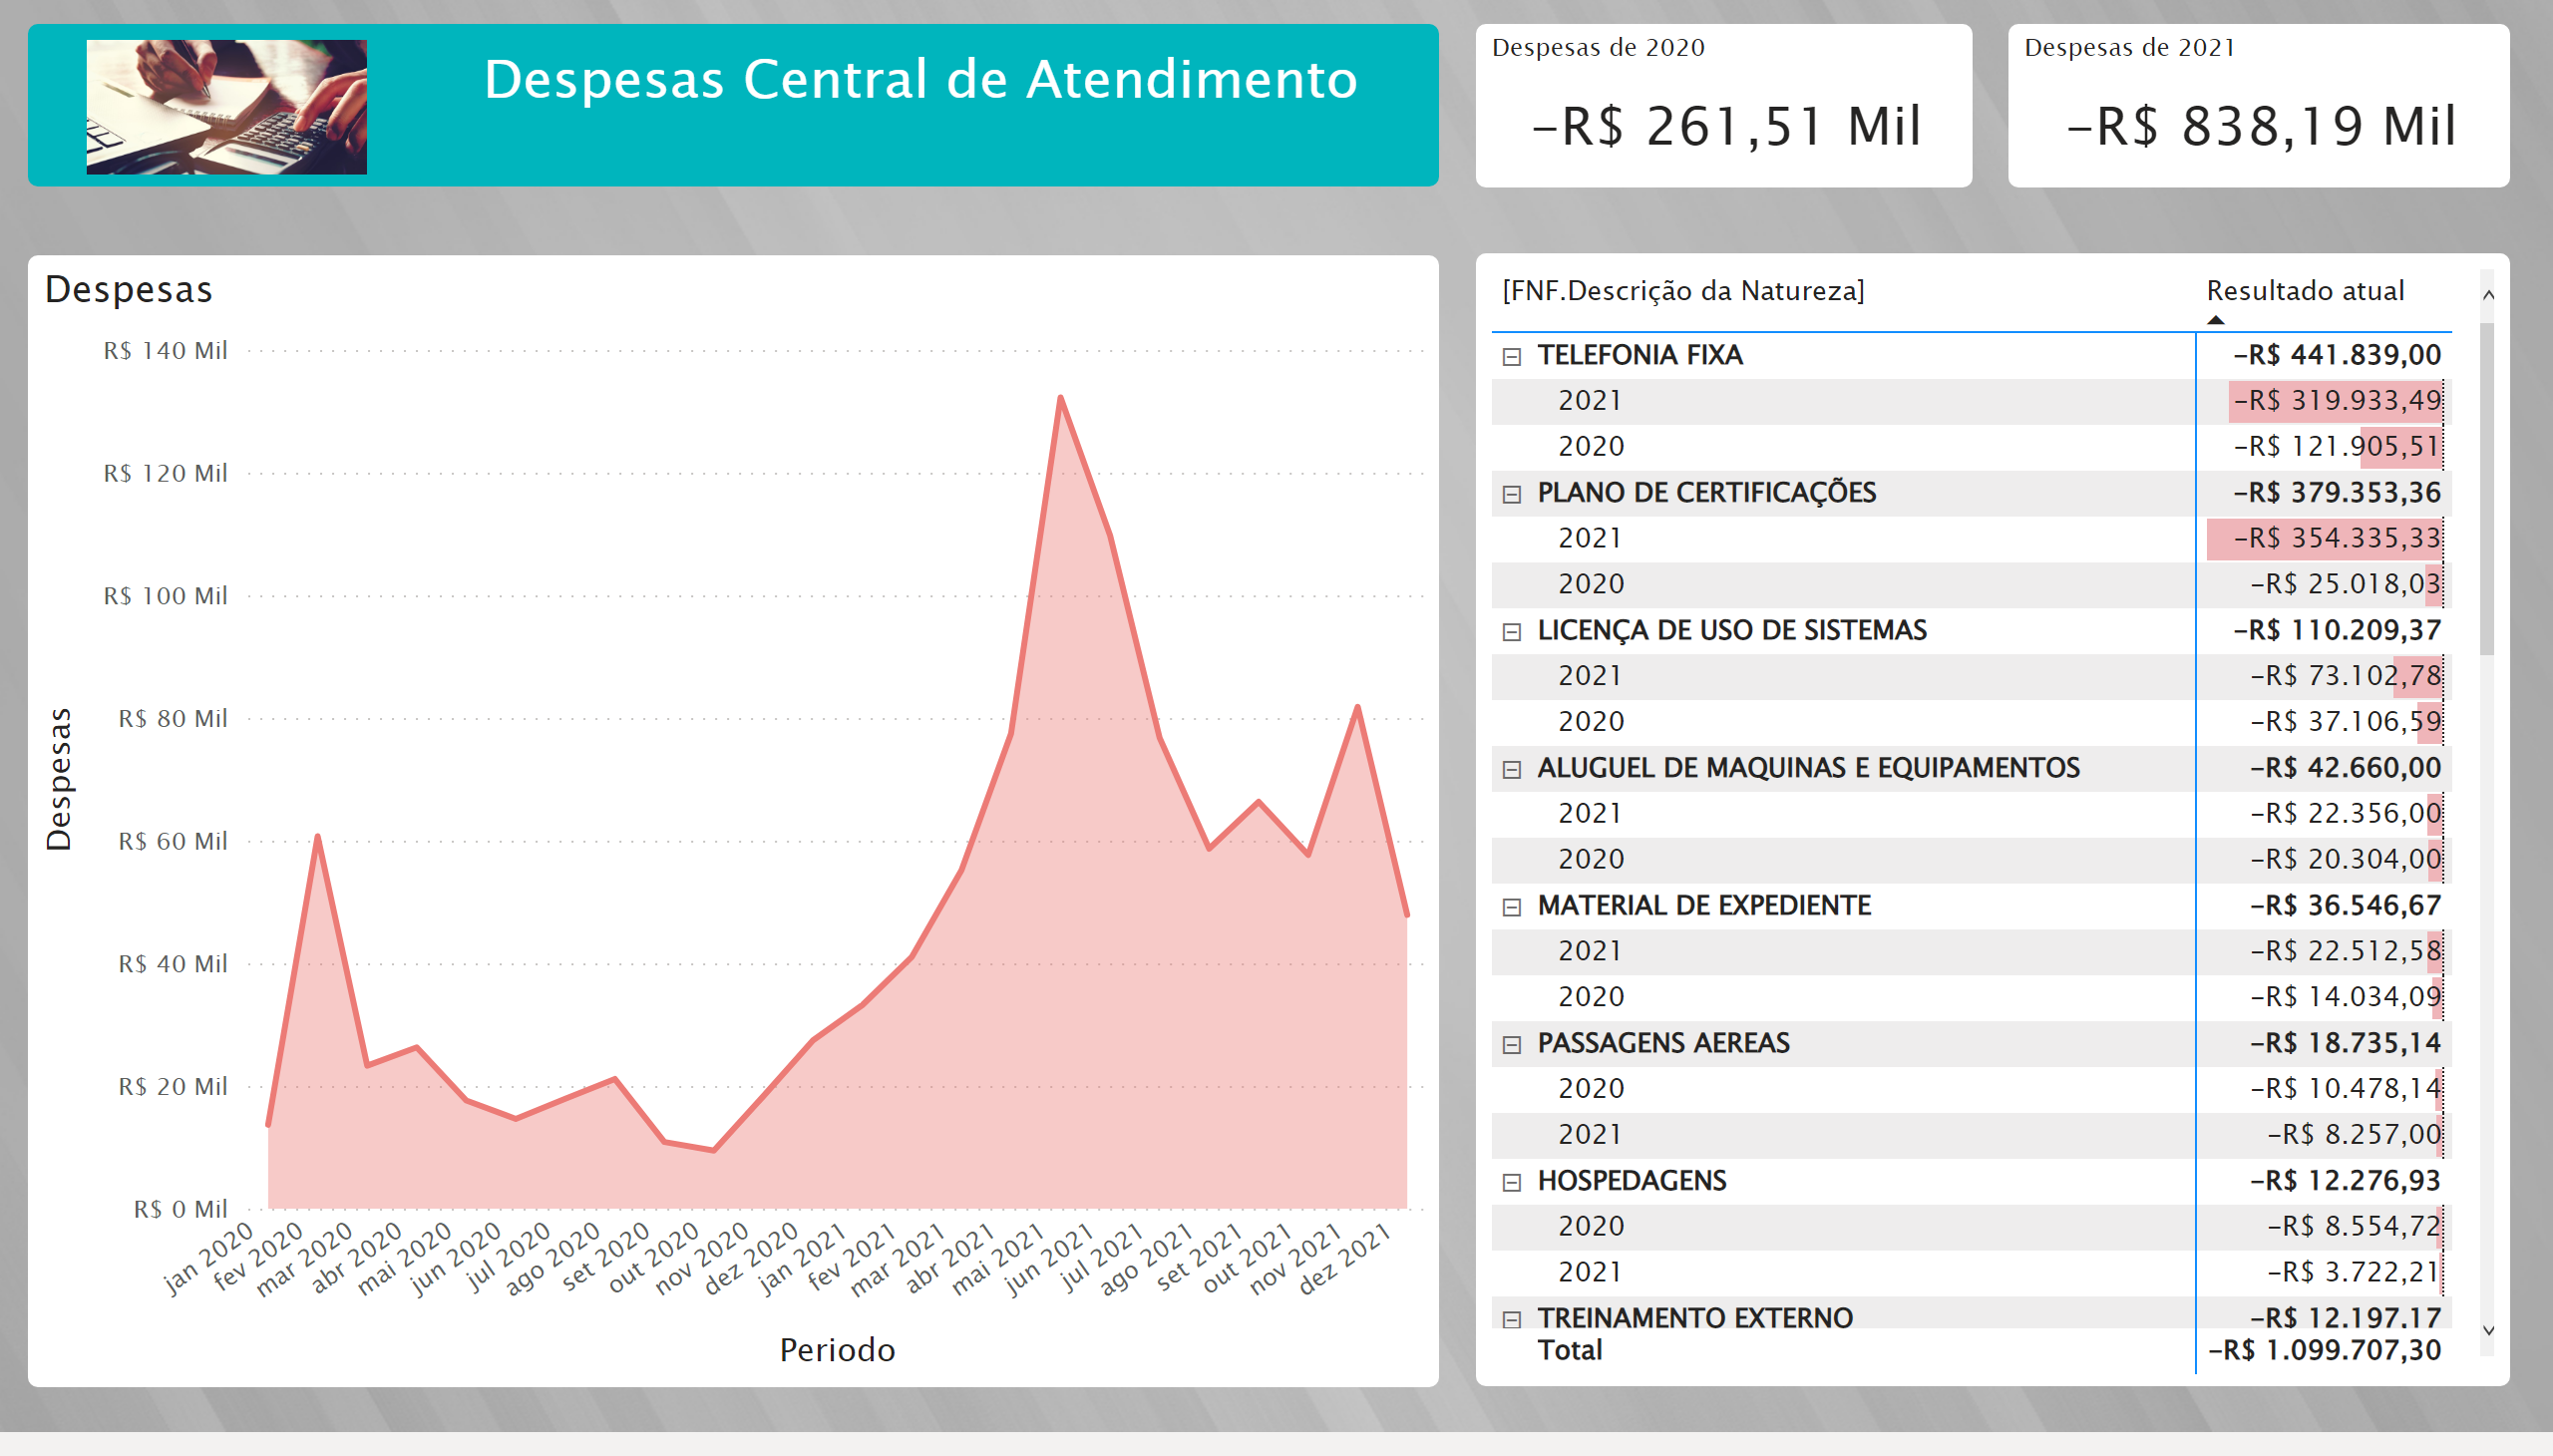 Despesas Central de Atendimento
Despesas de 2020
-R$ 261,51 Mil
Despesas de 2021
-R$ 838,19 Mil
Despesas
R$ 140 Mil
R$ 120 Mil
R$ 100 Mil
R$ 80 Mil
R$ 60 Mil
R$ 40 Mil
R$ 20 Mil
R$ 0 Mil
Despesas
jan 2020
fev 2020
mar 2020
abr 2020
mai 2020
jun 2020
jul 2020
ago 2020
set 2020
out 2020
nov 2020
dez 2020
jan 2021
fev 2021
mar 2021
abr 2021
mai 2021
jun 2021
jul 2021
ago 2021
set 2021
out 2021
nov 2021
dez 2021
Periodo
[FNF.Descrição da Natureza] Resultado atual
TELEFONIA FIXA -R$ 441.839,00
2021 -R$ 319.933,49
2020 -R$ 121.905,51
PLANO DE CERTIFICAÇÕES -R$ 379.353,36
2021 -R$ 354.335,33
2020 -R$ 25.018,03
LICENÇA DE USO DE SISTEMAS -R$ 110.209,37
2021 -R$ 73.102,78
2020 -R$ 37.106,59
ALUGUEL DE MAQUINAS E EQUIPAMENTOS -R$ 42.660,00
2021 -R$ 22.356,00
2020 -R$ 20.304,00
MATERIAL DE EXPEDIENTE -R$ 36.546,67
2021 -R$ 22.512,58
2020 -R$ 14.034,09
PASSAGENS AEREAS -R$ 18.735,14
2020 -R$ 10.478,14
2021 -R$ 8.257,00
HOSPEDAGENS -R$ 12.276,93
2020 -R$ 8.554,72
2021 -R$ 3.722,21
TREINAMENTO EXTERNO -R$ 12.197,17
Total -R$ 1.099.707,30